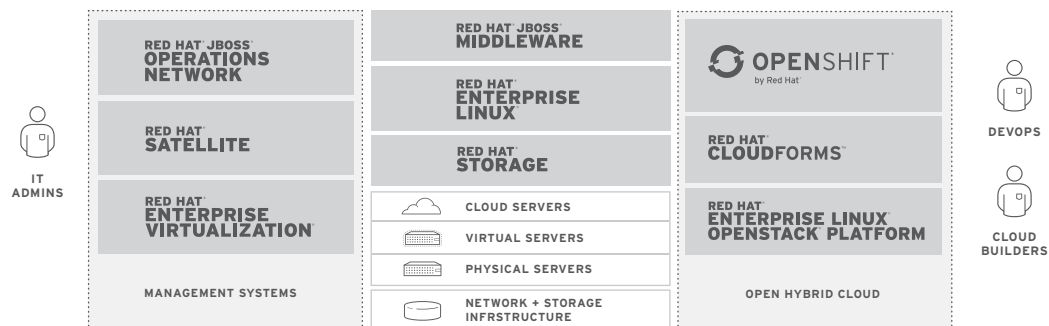 IT
ADMINS
RED HAT® JBOSS®
OPERATIONS
NETWORK
RED HAT®
SATELLITE
RED HAT®
ENTERPRISE
VIRTUALIZATION™
MANAGEMENT SYSTEMS
RED HAT® JBOSS®
MIDDLEWARE
RED HAT®
ENTERPRISE
LINUX®
RED HAT®
STORAGE
CLOUD SERVERS
VIRTUAL SERVERS
PHYSICAL SERVERS
NETWORK + STORAGE
INFRSTRUCTURE
OPENSHIFT®
by Red Hat®
RED HAT®
CLOUDFORMS™
RED HAT®
ENTERPRISE LINUX®
OPENSTACK® PLATFORM
OPEN HYBRID CLOUD
DEVOPS
CLOUD
BUILDERS